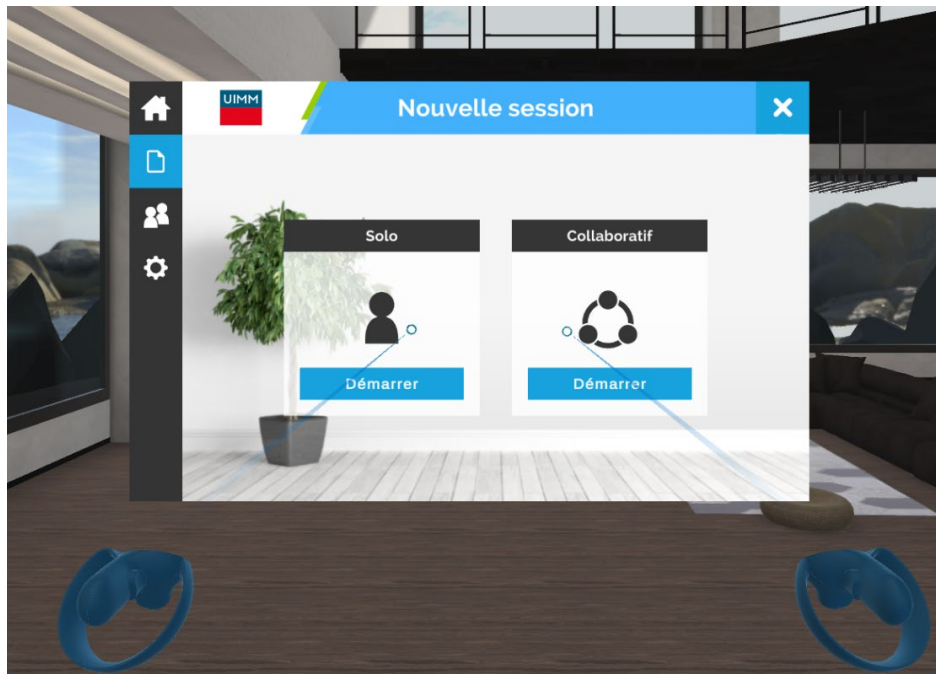 UIMM
Nouvelle session
Solo
Collaboratif
Démarrer
Démarrer